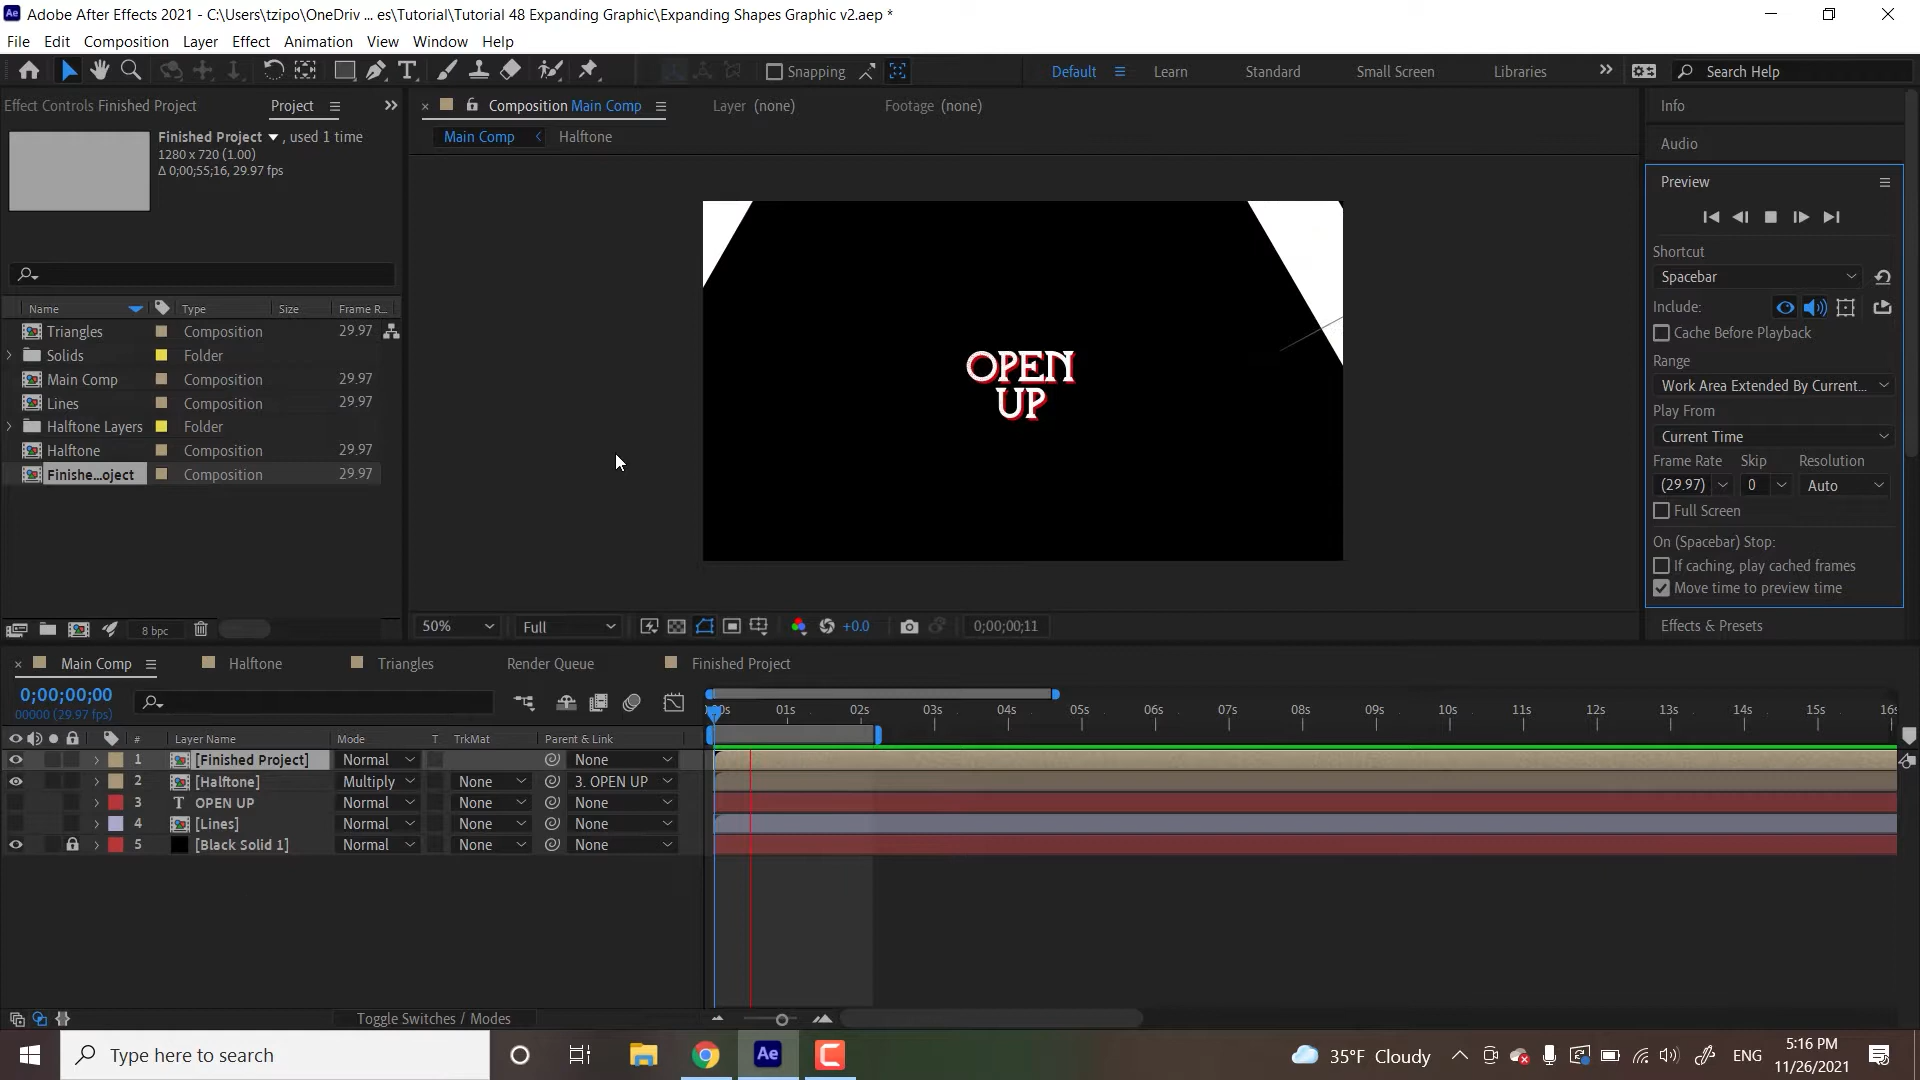 Adobe After Effects 2021 - C:\Users\tzipo\OneDriv ... es\Tutorial\Tutorial 48 Expanding Graphic\Expanding Shapes Graphic v2.aep *
File Edit Composition Layer Effect Animation View Window Help
Snapping Default Learn Standard Small Screen Libraries Search Help
Effect Controls Finished Project Project
Composition Main Comp Layer (none) Footage (none)
Main Comp Halftone
Finished Project , used 1 time
1280 x 720 (1.00)
Δ 0;00;55;16, 29.97 fps
Name Type Size Frame R...
Triangles Composition 29.97
Solids Folder
Main Comp Composition 29.97
Lines Composition 29.97
Halftone Layers Folder
Halftone Composition 29.97
Finishe...oject Composition 29.97
8 bpc
OPEN
UP
50% Full +0.0 0;00;00;11
Info
Audio
Preview
Shortcut
Spacebar
Include:
Cache Before Playback
Range
Work Area Extended By Current...
Play From
Current Time
Frame Rate Skip Resolution
(29.97) 0 Auto
Full Screen
On (Spacebar) Stop:
If caching, play cached frames
Move time to preview time
Effects & Presets
Main Comp Halftone Triangles Render Queue Finished Project
0;00;00;00
00000 (29.97 fps)
00s 01s 02s 03s 04s 05s 06s 07s 08s 09s 10s 11s 12s 13s 14s 15s 16s
# Layer Name Mode T TrkMat Parent & Link
1 [Finished Project] Normal None
2 [Halftone] Multiply None 3. OPEN UP
3 T OPEN UP Normal None None
4 [Lines] Normal None None
5 [Black Solid 1] Normal None None
Toggle Switches / Modes
Type here to search
Ae
35°F Cloudy
ENG
5:16 PM
11/26/2021